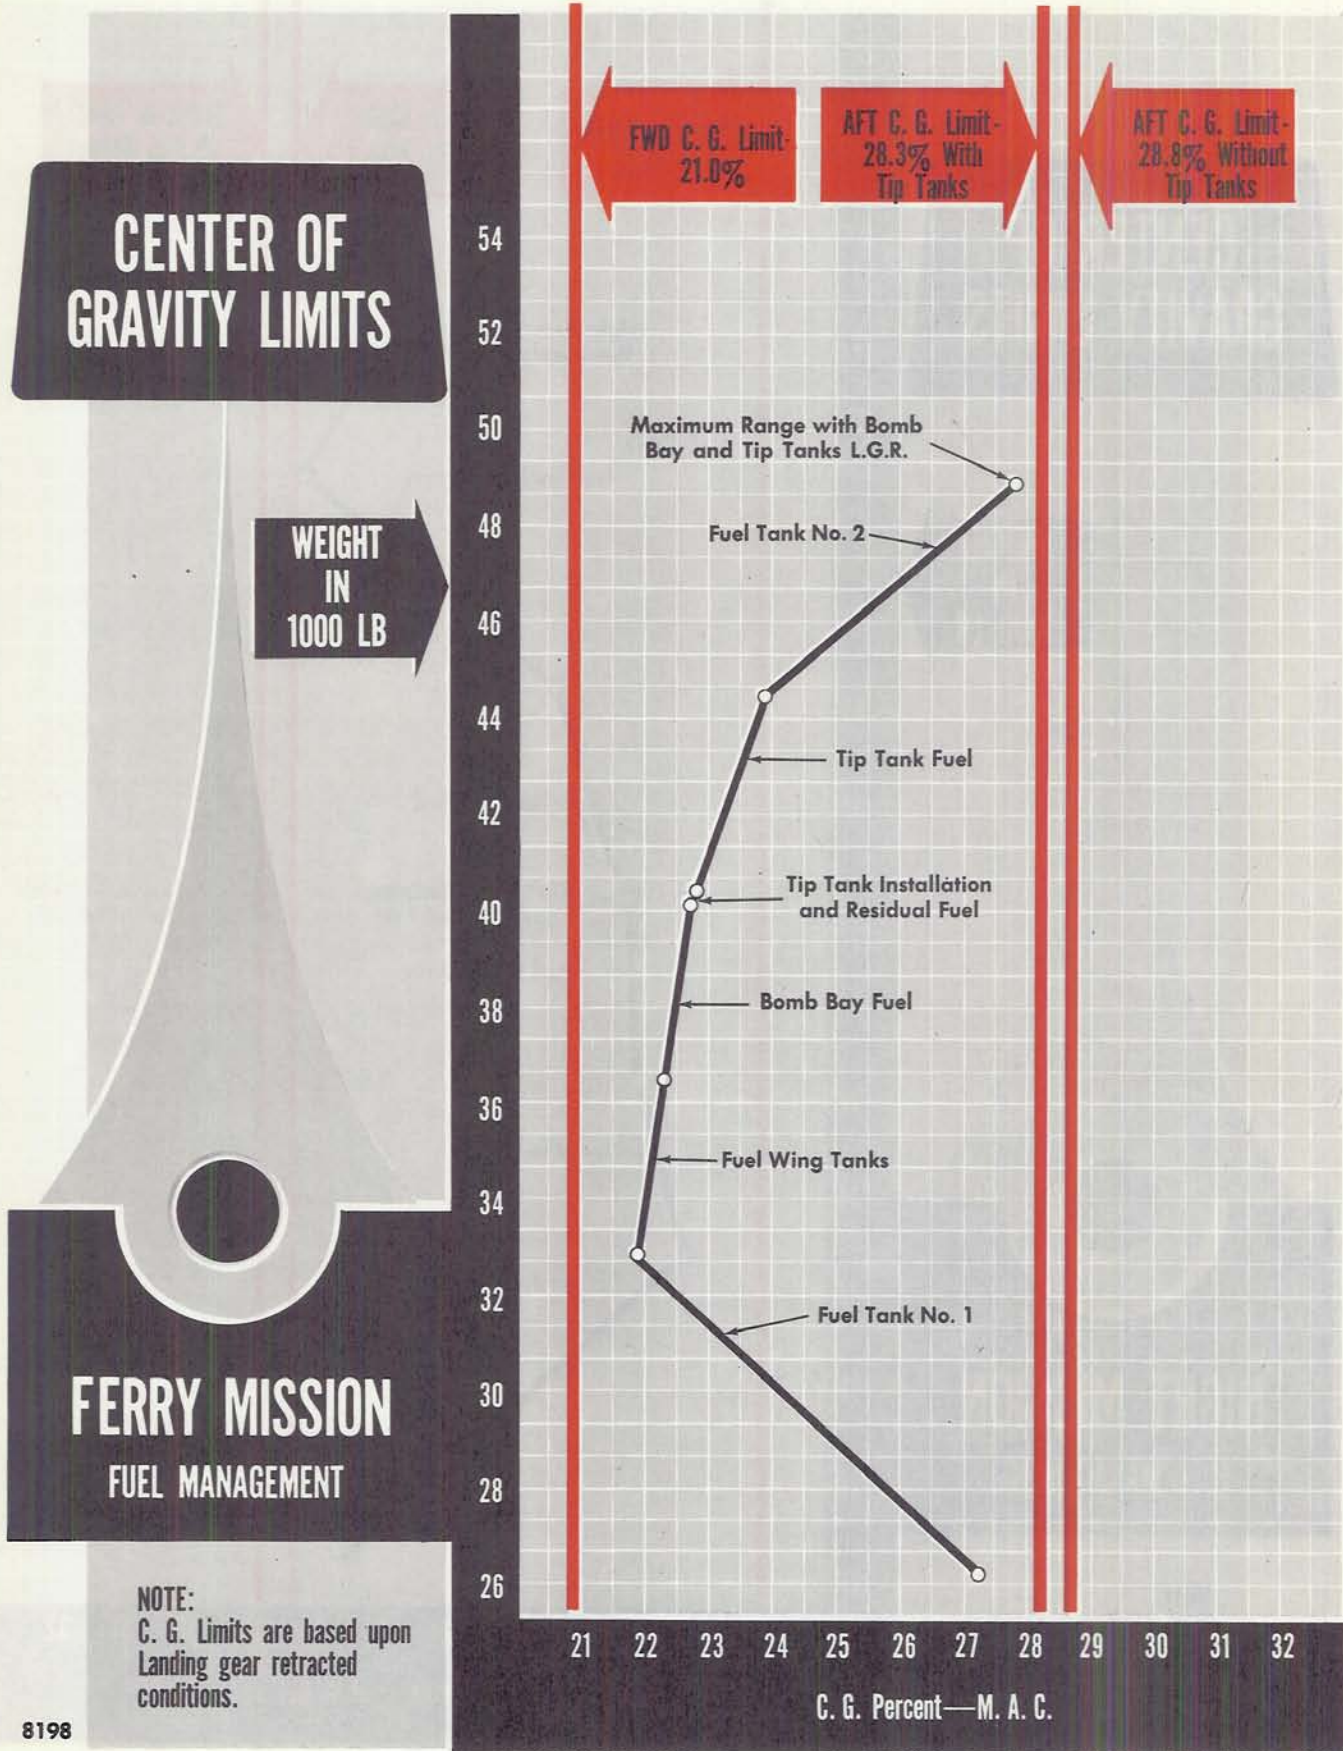 CENTER OF
GRAVITY LIMITS
WEIGHT
IN
1000 LB
FERRY MISSION
FUEL MANAGEMENT
NOTE:
C. G. Limits are based upon
Landing gear retracted
conditions.
8198
FWD C. G. Limit-
21.0%
AFT C. G. Limit-
28.3% With
Tip Tanks
AFT C. G. Limit-
28.8% Without
Tip Tanks
54
52
50
48
46
44
42
40
38
36
34
32
30
28
26
Maximum Range with Bomb
Bay and Tip Tanks L.G.R.
Fuel Tank No. 2
Tip Tank Fuel
Tip Tank Installation
and Residual Fuel
Bomb Bay Fuel
Fuel Wing Tanks
Fuel Tank No. 1
21 22 23 24 25 26 27 28 29 30 31 32
C. G. Percent—M. A. C.